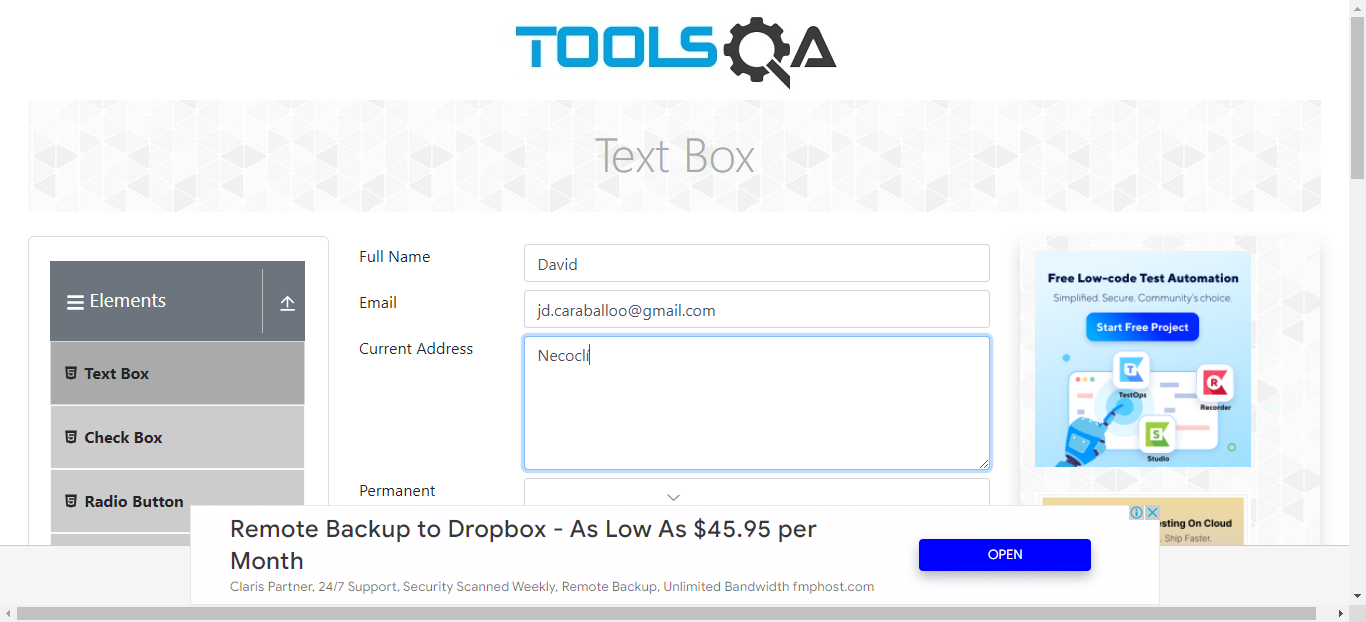 TOOLSQA
Text Box
Elements
Text Box
Check Box
Radio Button
Full Name
David
Email
jd.caraballoo@gmail.com
Current Address
Necocli
Permanent
Free Low-code Test Automation
Simplified. Secure. Community's choice.
Start Free Project
TestOps
Recorder
Studio
esting On Cloud
Ship Faster.
Remote Backup to Dropbox - As Low As $45.95 per
Month
Claris Partner, 24/7 Support, Security Scanned Weekly, Remote Backup, Unlimited Bandwidth fmphost.com
OPEN